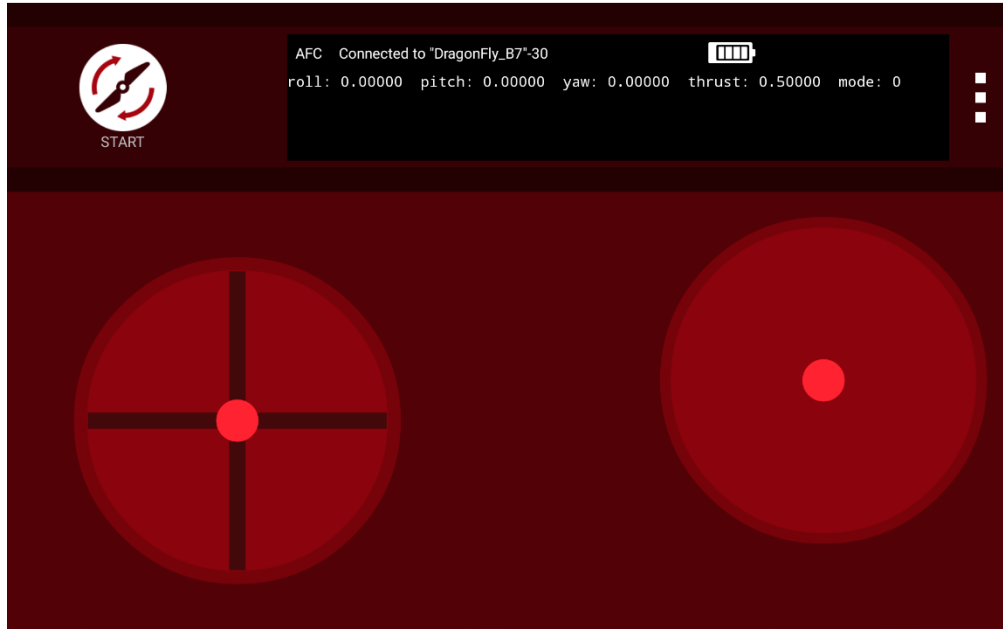 AFC Connected to "DragonFly_B7"-30
roll: 0.00000 pitch: 0.00000 yaw: 0.00000 thrust: 0.50000 mode: 0
START